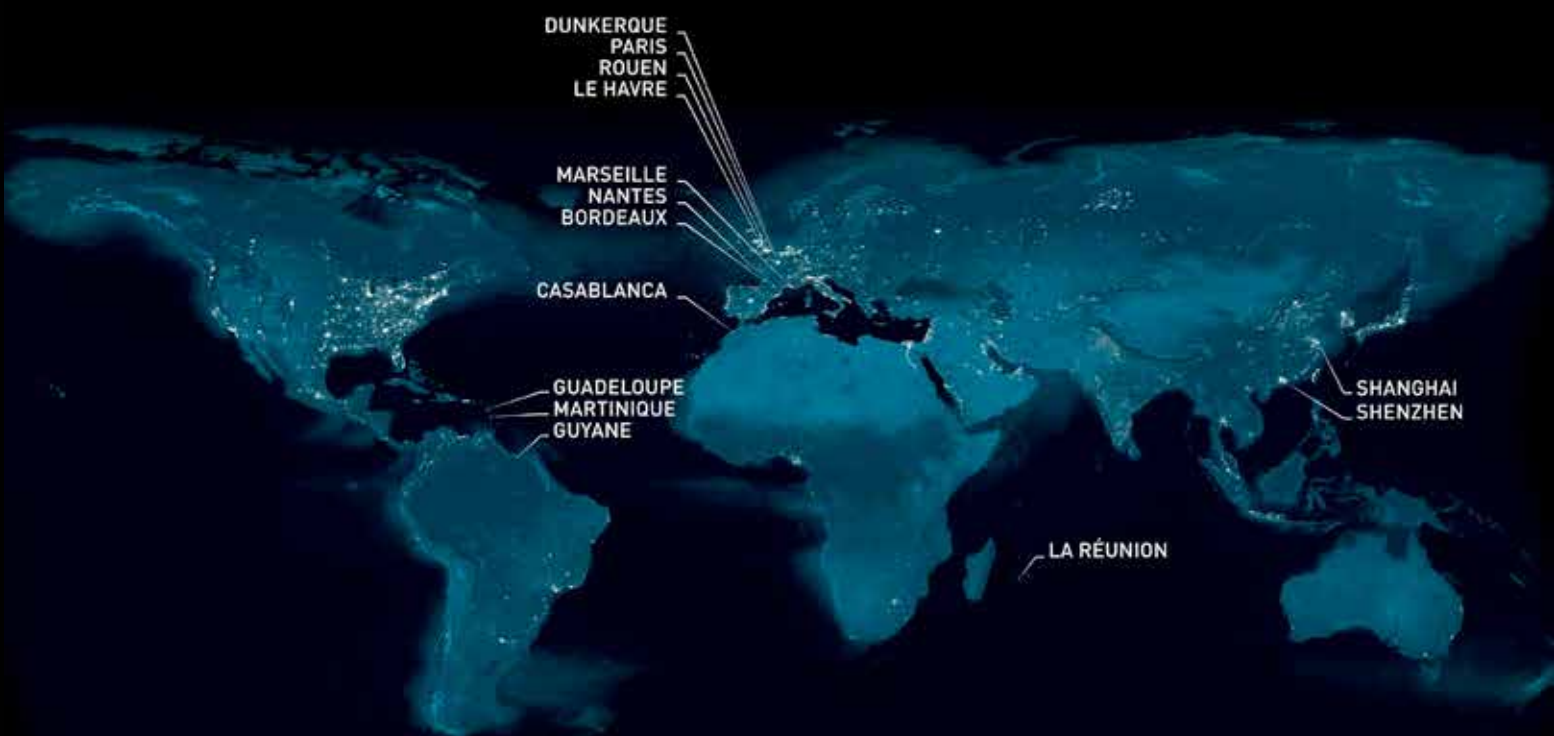 DUNKERQUE
PARIS
ROUEN
LE HAVRE
MARSEILLE
NANTES
BORDEAUX
CASABLANCA
GUADELOUPE
MARTINIQUE
GUYANE
SHANGHAI
SHENZHEN
LA RÉUNION